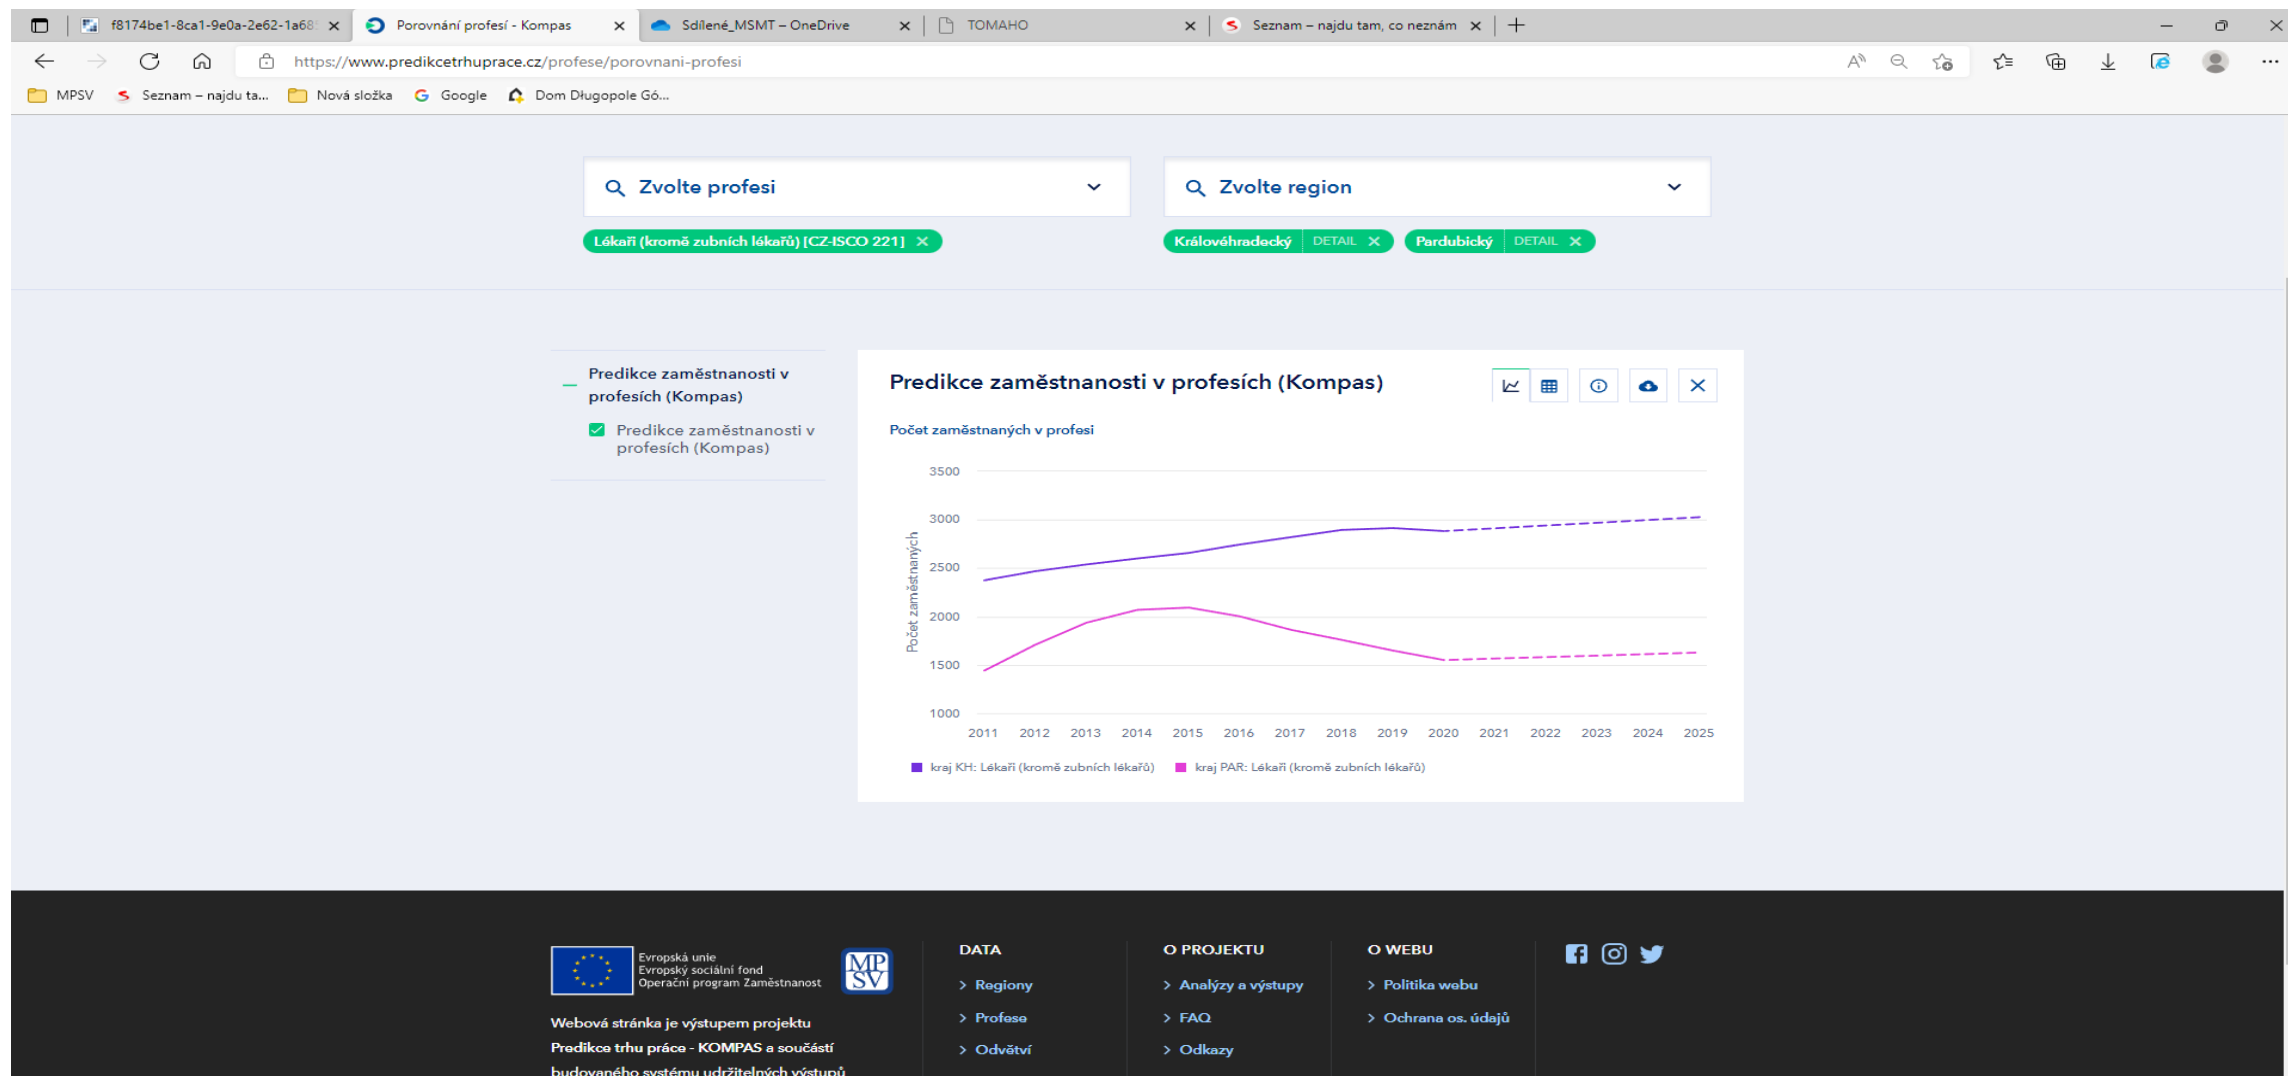 f8174be1-8ca1-9e0a-2e62-1a68
Porovnání profesí - Kompas
Sdílené_MSMT – OneDrive
TOMAHO
Seznam – najdu tam, co neznám
https://www.predikcetrhuprace.cz/profese/porovnani-profesi
MPSV
Seznam – najdu ta...
Nová složka
Google
Dom Długopole Gó...
Zvolte profesi
Zvolte region
Lékaři (kromě zubních lékařů) [CZ-ISCO 221]
Královéhradecký DETAIL
Pardubický DETAIL
Predikce zaměstnanosti v
profesích (Kompas)
Predikce zaměstnanosti v
profesích (Kompas)
Predikce zaměstnanosti v profesích (Kompas)
Počet zaměstnaných v profesi
Počet zaměstnaných
3500
3000
2500
2000
1500
1000
2011 2012 2013 2014 2015 2016 2017 2018 2019 2020 2021 2022 2023 2024 2025
kraj KH: Lékaři (kromě zubních lékařů)
kraj PAR: Lékaři (kromě zubních lékařů)
Evropská unie
Evropský sociální fond
Operační program Zaměstnanost
MP
SV
Webová stránka je výstupem projektu
Predikce trhu práce - KOMPAS a součástí
budovaného systému udržitelných výstupů
DATA
> Regiony
> Profese
> Odvětví
O PROJEKTU
> Analýzy a výstupy
> FAQ
> Odkazy
O WEBU
> Politika webu
> Ochrana os. údajů